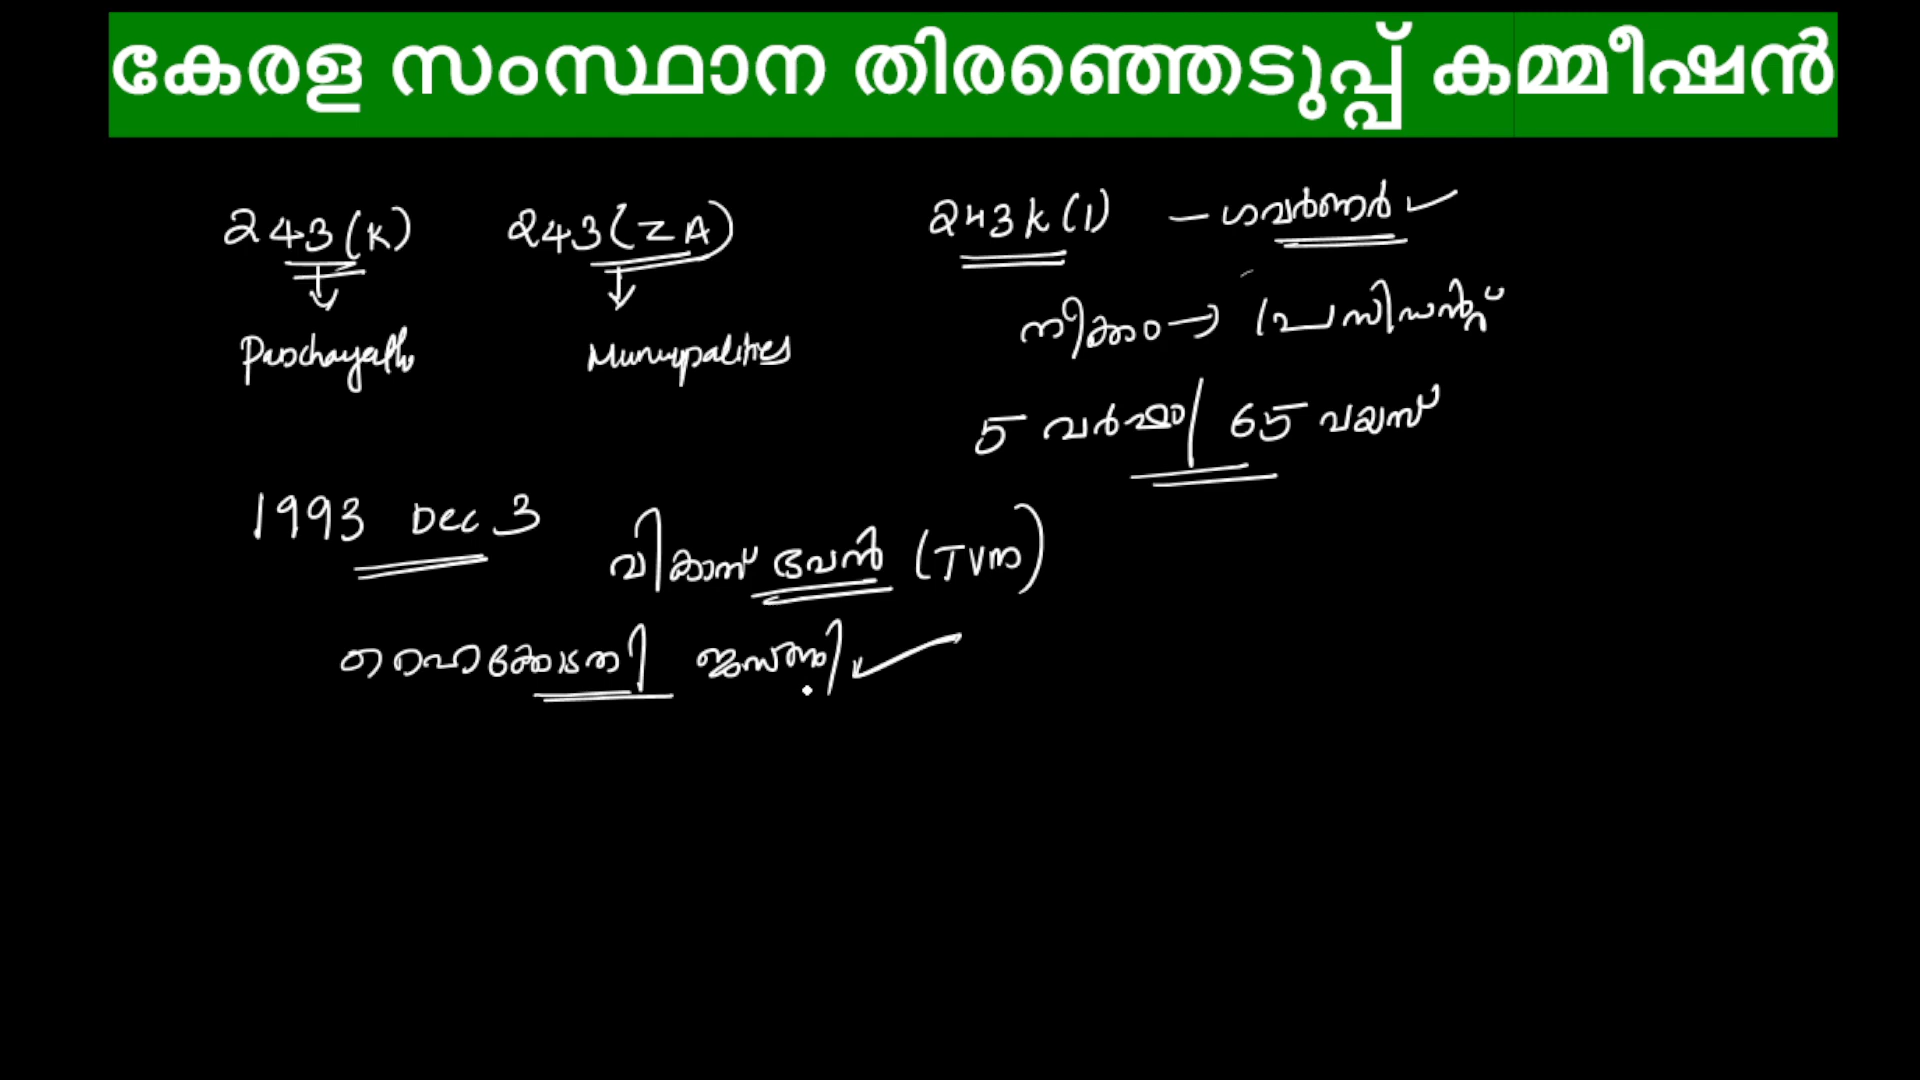 കേരള സംസ്ഥാന തിരഞ്ഞെടുപ്പ് കമ്മീഷൻ
243(K) 243(ZA) 243K(1) - ഗവർണർ
നീക്കം → പ്രസിഡന്റ്
Panchayath Municipalities
5 വർഷം / 65 വയസ്
1993 Dec 3
വികാസ് ഭവൻ (TVM)
ഹൈക്കോടതി ജസ്റ്റി